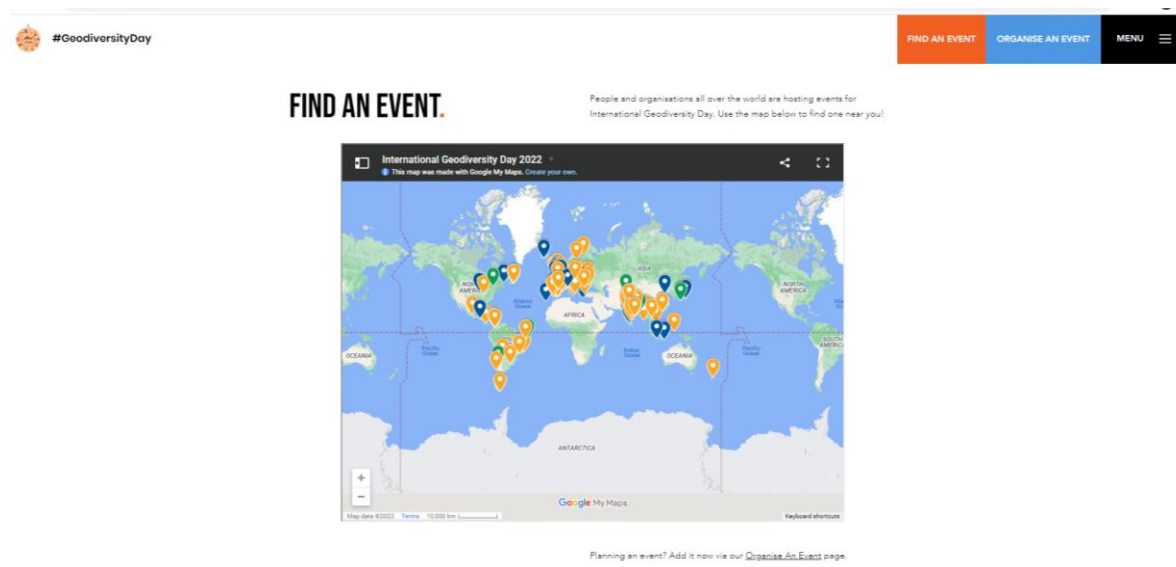 #GeodiversityDay
FIND AN EVENT
ORGANISE AN EVENT
MENU
FIND AN EVENT.
People and organisations all over the world are hosting events for
International Geodiversity Day. Use the map below to find one near you!
International Geodiversity Day 2022
This map was made with Google My Maps. Create your own.
ASIA
NORTH
AMERICA
Atlantic
Ocean
AFRICA
OCEANIA
Pacific
Ocean
Indian
Ocean
OCEANIA
Pacific
Ocean
SOUTH
ANTARCTICA
Google My Maps
Map data ©2022
Terms
10,000 km
Keyboard shortcuts
Planning an event? Add it now via our Organise An Event page.